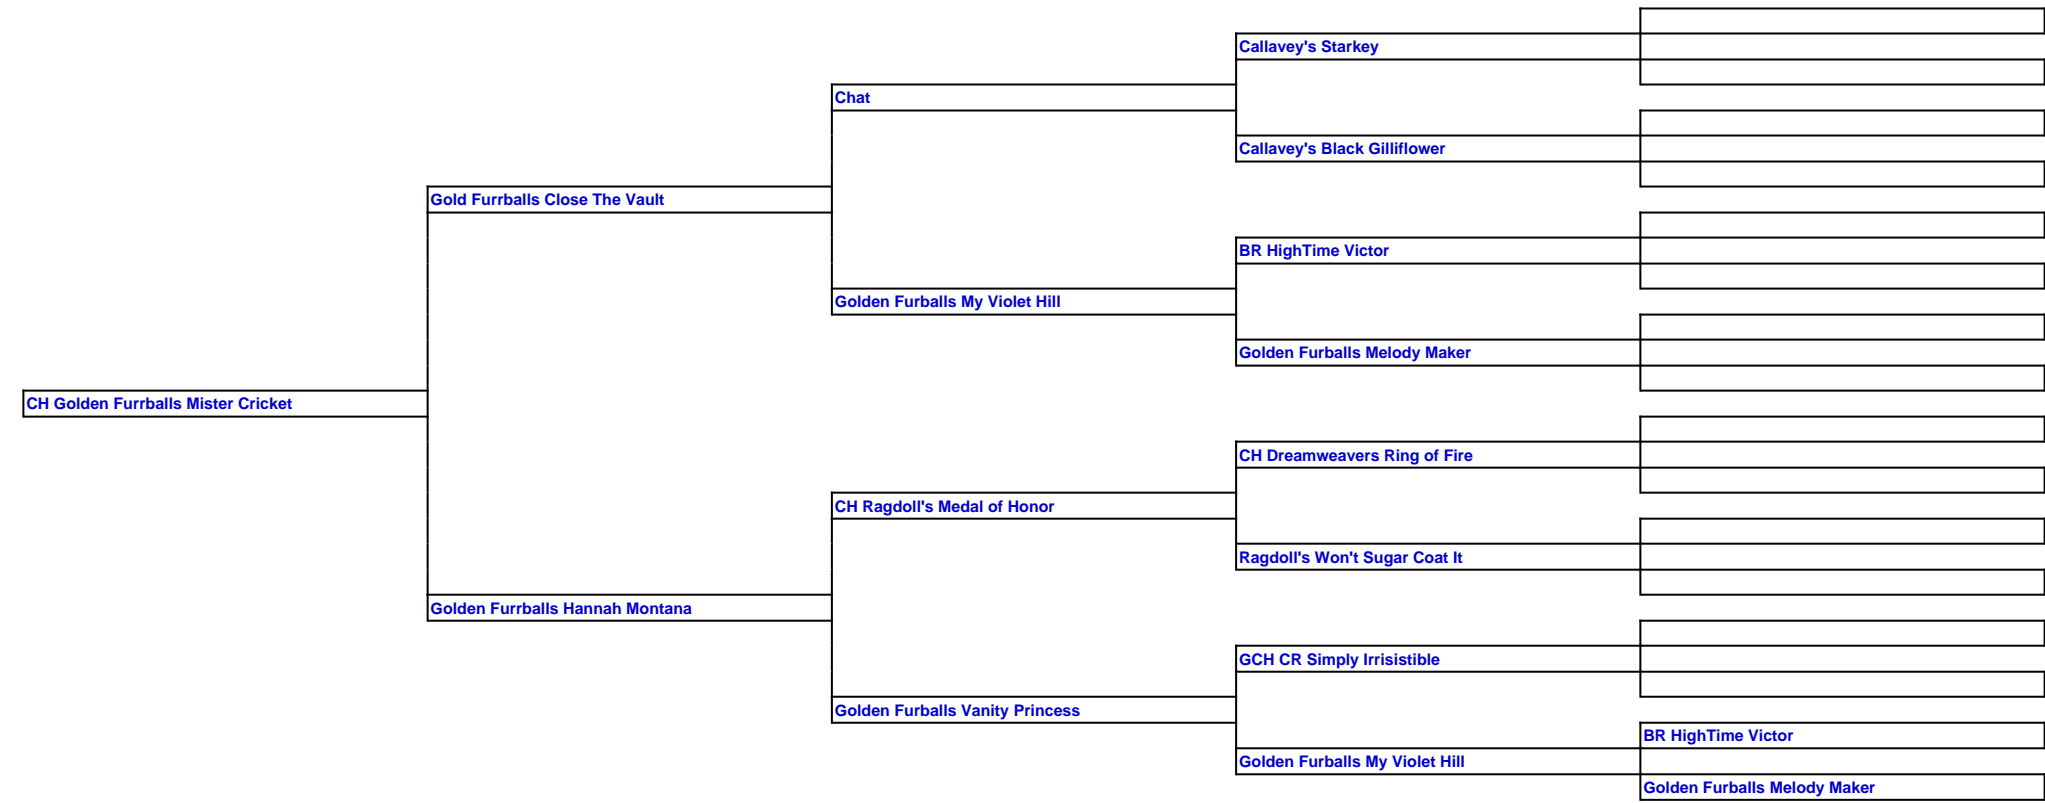 Callavey's Starkey
Chat
Callavey's Black Gilliflower
Gold Furrballs Close The Vault
BR HighTime Victor
Golden Furballs My Violet Hill
Golden Furballs Melody Maker
CH Golden Furrballs Mister Cricket
CH Dreamweavers Ring of Fire
CH Ragdoll's Medal of Honor
Ragdoll's Won't Sugar Coat It
Golden Furrballs Hannah Montana
GCH CR Simply Irrisistible
Golden Furballs Vanity Princess
BR HighTime Victor
Golden Furballs My Violet Hill
Golden Furballs Melody Maker